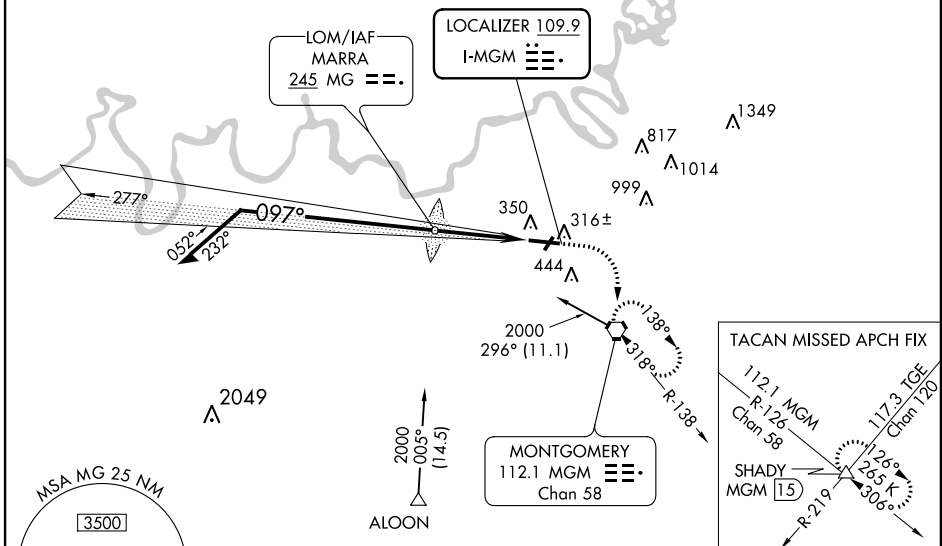 LOM/IAF
MARRA
245 MG
LOCALIZER 109.9
I-MGM
1349
817
1014
999
277°
097°
350
316±
052°
232°
444
2000
296° (11.1)
138°
318°
R-138
2049
2000
005°
(14.5)
ALOON
MONTGOMERY
112.1 MGM
Chan 58
TACAN MISSED APCH FIX
112.1 MGM
R-126
Chan 58
117.3 TGE
Chan 120
SHADY
MGM 15
126°
265 K
306°
R-219
MSA MG 25 NM
3500